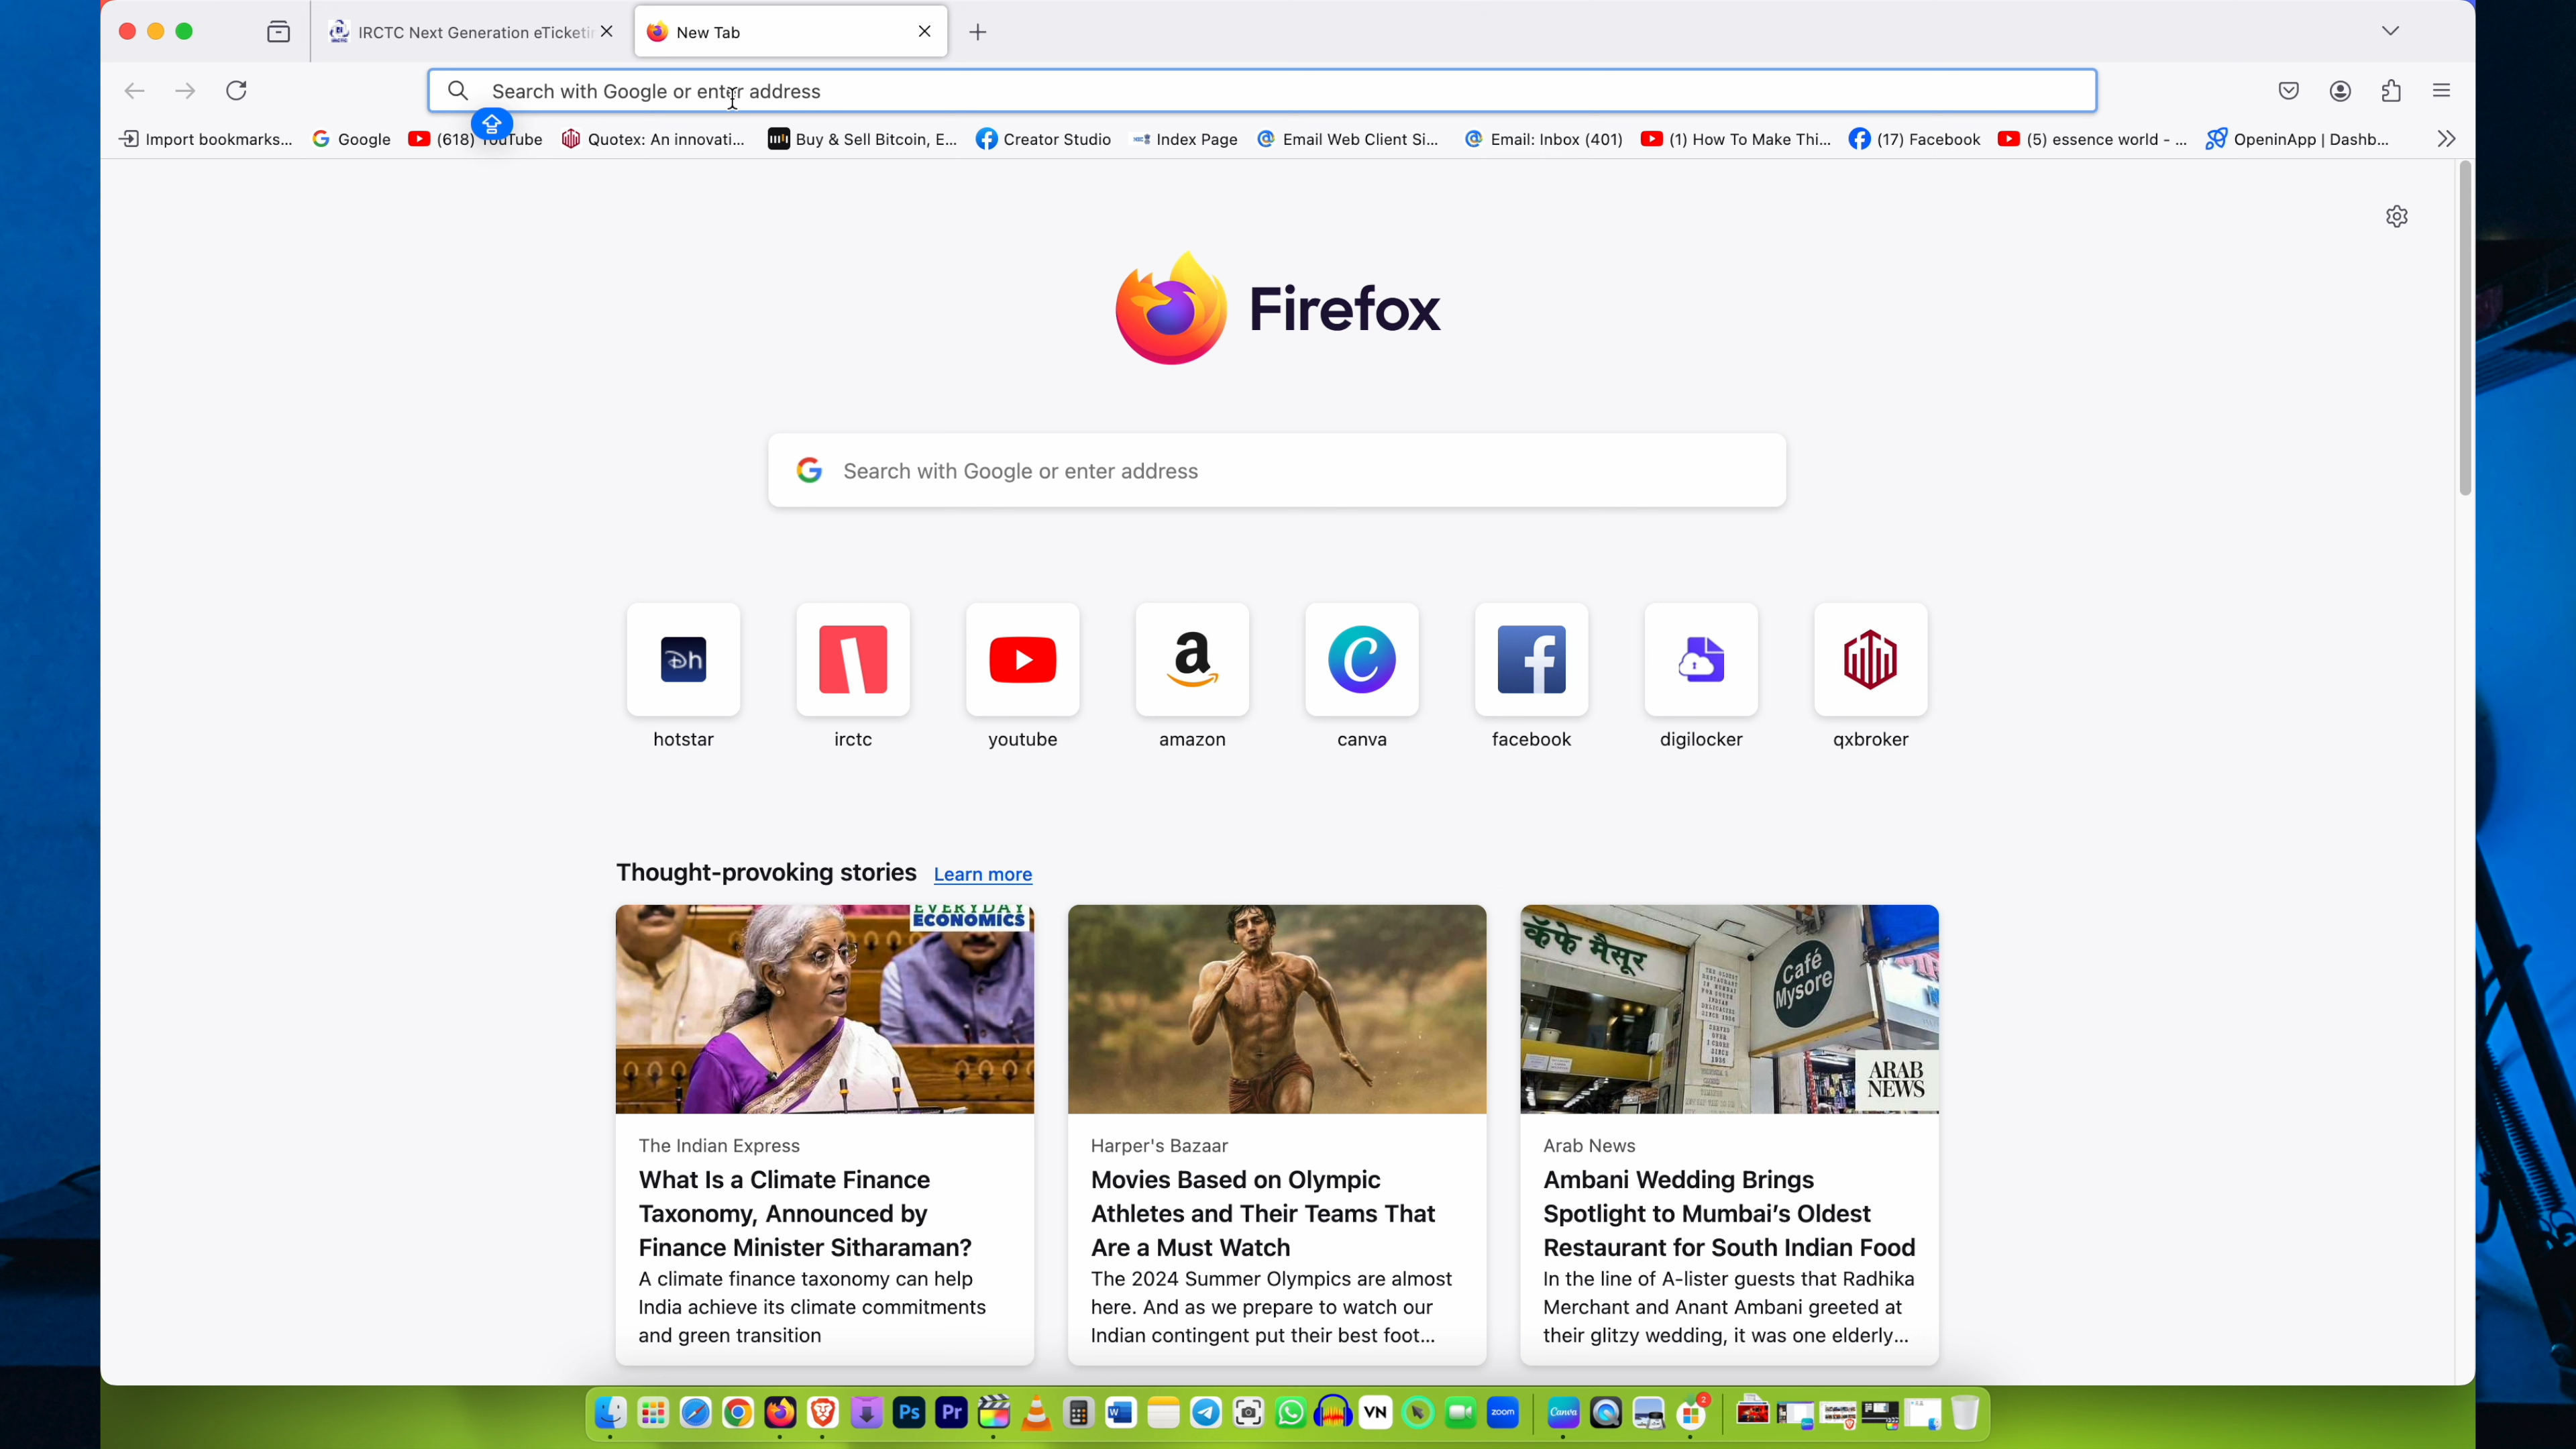 IRCTC Next Generation eTicketin
New Tab
Search with Google or enter address
Import bookmarks...
Google
(618) YouTube
Quotex: An innovati...
Buy & Sell Bitcoin, E...
Creator Studio
Index Page
Email Web Client Si...
Email: Inbox (401)
(1) How To Make Thi...
(17) Facebook
(5) essence world - ...
OpeninApp | Dashb...
Firefox
Search with Google or enter address
hotstar
irctc
youtube
amazon
canva
facebook
digilocker
qxbroker
Thought-provoking stories Learn more
EVERYDAY
ECONOMICS
कॅफे मैसूर
Café
Mysore
ARAB
NEWS
The Indian Express
What Is a Climate Finance
Taxonomy, Announced by
Finance Minister Sitharaman?
A climate finance taxonomy can help
India achieve its climate commitments
and green transition
Harper's Bazaar
Movies Based on Olympic
Athletes and Their Teams That
Are a Must Watch
The 2024 Summer Olympics are almost
here. And as we prepare to watch our
Indian contingent put their best foot...
Arab News
Ambani Wedding Brings
Spotlight to Mumbai's Oldest
Restaurant for South Indian Food
In the line of A-lister guests that Radhika
Merchant and Anant Ambani greeted at
their glitzy wedding, it was one elderly...
Ps
Pr
W
VN
zoom
Canva
2